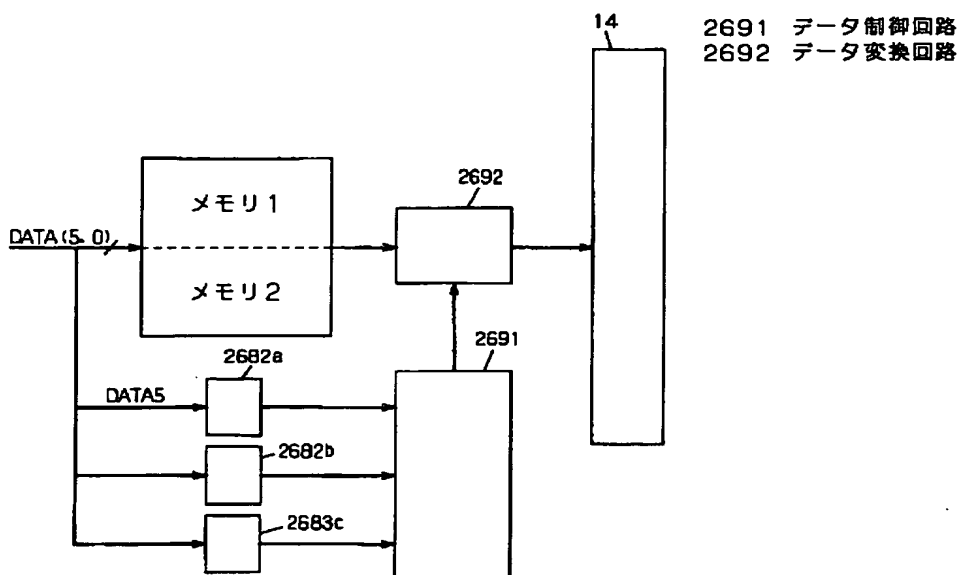 14
2691 データ制御回路
2692 データ変換回路
メモリ1
2692
DATA(5-0)
メモリ2
2691
2682a
DATA5
2682b
2683c